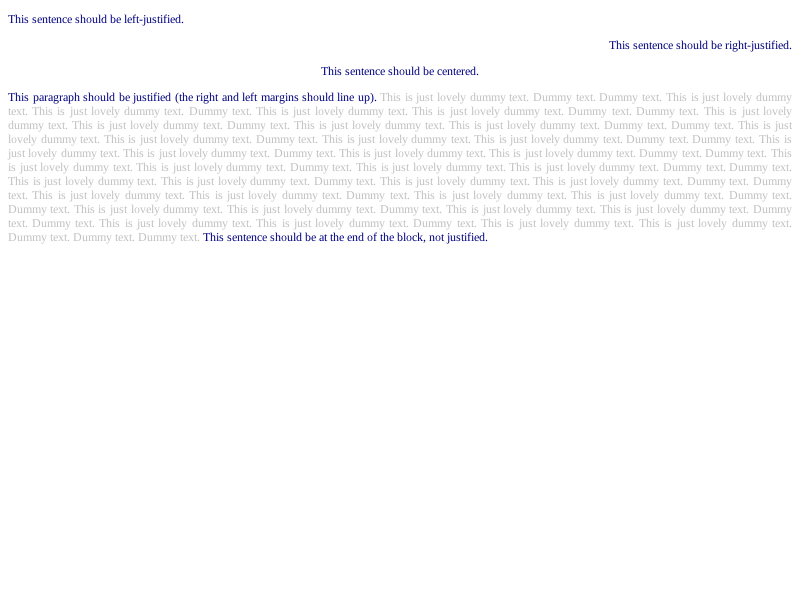 This sentence should be left-justified.
This sentence should be right-justified.
This sentence should be centered.
This paragraph should be justified (the right and left margins should line up). This is just lovely dummy text. Dummy text. Dummy text. This is just lovely dummy
text. This is just lovely dummy text. Dummy text. This is just lovely dummy text. This is just lovely dummy text. Dummy text. Dummy text. This is just lovely
dummy text. This is just lovely dummy text. Dummy text. This is just lovely dummy text. This is just lovely dummy text. Dummy text. Dummy text. This is just
lovely dummy text. This is just lovely dummy text. Dummy text. This is just lovely dummy text. This is just lovely dummy text. Dummy text. Dummy text. This is
just lovely dummy text. This is just lovely dummy text. Dummy text. This is just lovely dummy text. This is just lovely dummy text. Dummy text. Dummy text. This
is just lovely dummy text. This is just lovely dummy text. Dummy text. This is just lovely dummy text. This is just lovely dummy text. Dummy text. Dummy text.
This is just lovely dummy text. This is just lovely dummy text. Dummy text. This is just lovely dummy text. This is just lovely dummy text. Dummy text. Dummy
text. This is just lovely dummy text. This is just lovely dummy text. Dummy text. This is just lovely dummy text. This is just lovely dummy text. Dummy text.
Dummy text. This is just lovely dummy text. This is just lovely dummy text. Dummy text. This is just lovely dummy text. This is just lovely dummy text. Dummy
text. Dummy text. This is just lovely dummy text. This is just lovely dummy text. Dummy text. This is just lovely dummy text. This is just lovely dummy text.
Dummy text. Dummy text. Dummy text. This sentence should be at the end of the block, not justified.